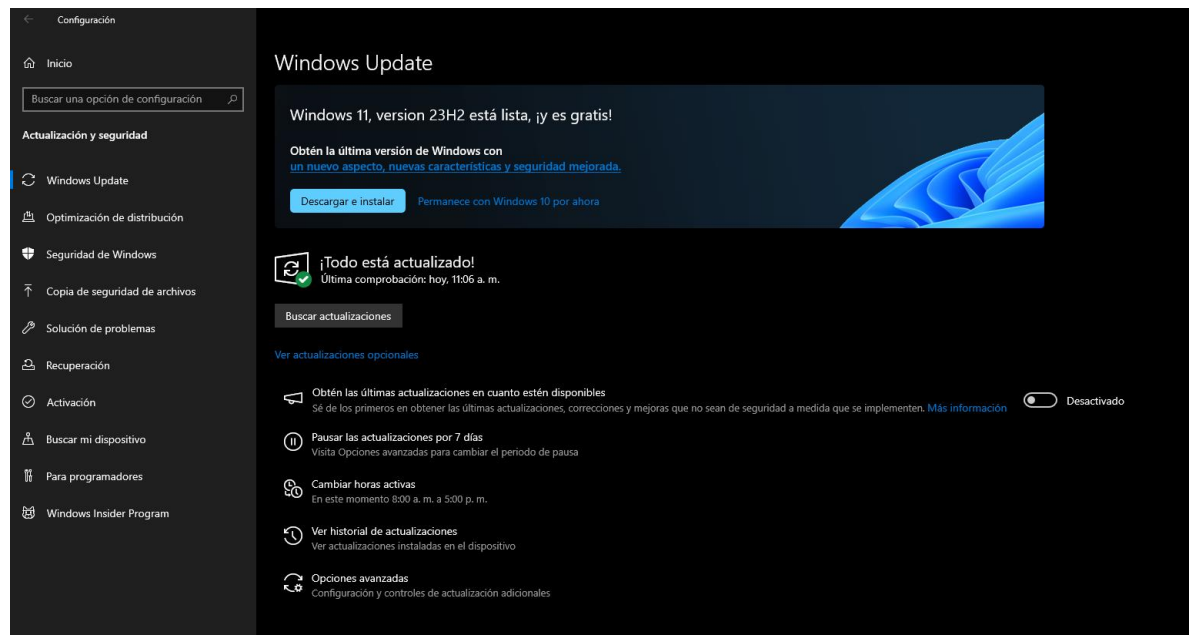 Configuración
Inicio
Buscar una opción de configuración
Actualización y seguridad
Windows Update
Optimización de distribución
Seguridad de Windows
Copia de seguridad de archivos
Solución de problemas
Recuperación
Activación
Buscar mi dispositivo
Para programadores
Windows Insider Program
Windows Update
Windows 11, version 23H2 está lista, ¡y es gratis!
Obtén la última versión de Windows con
un nuevo aspecto, nuevas características y seguridad mejorada.
Descargar e instalar Permanece con Windows 10 por ahora
¡Todo está actualizado!
Última comprobación: hoy, 11:06 a. m.
Buscar actualizaciones
Ver actualizaciones opcionales
Obtén las últimas actualizaciones en cuanto estén disponibles
Sé de los primeros en obtener las últimas actualizaciones, correcciones y mejoras que no sean de seguridad a medida que se implementen. Más información
Desactivado
Pausar las actualizaciones por 7 días
Visita Opciones avanzadas para cambiar el periodo de pausa
Cambiar horas activas
En este momento 8:00 a. m. a 5:00 p. m.
Ver historial de actualizaciones
Ver actualizaciones instaladas en el dispositivo
Opciones avanzadas
Configuración y controles de actualización adicionales